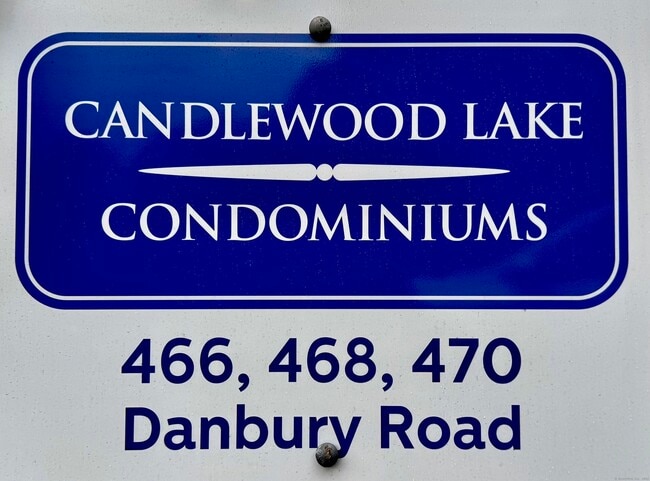 CANDLEWOOD LAKE
CONDOMINIUMS
466, 468, 470
Danbury Road